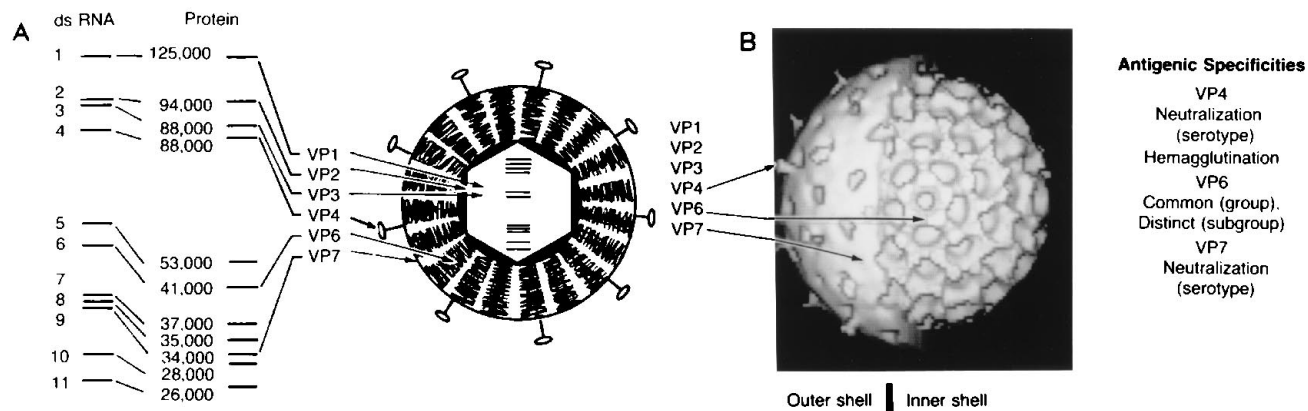 A
ds RNA
Protein
1
2
3
4
5
6
7
8
9
10
11
125,000
94,000
88,000
88,000
53,000
41,000
37,000
35,000
34,000
28,000
26,000
VP1
VP2
VP3
VP4
VP6
VP7
VP1
VP2
VP3
VP4
VP6
VP7
B
Outer shell
Inner shell
Antigenic Specificities
VP4
Neutralization
(serotype)
Hemagglutination
VP6
Common (group),
Distinct (subgroup)
VP7
Neutralization
(serotype)